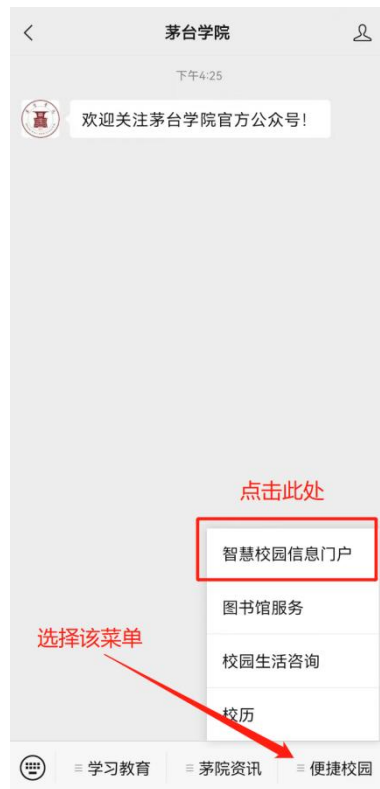 茅台学院
下午4:25
欢迎关注茅台学院官方公众号!
点击此处
智慧校园信息门户
图书馆服务
选择该菜单
校园生活咨询
校历
学习教育
茅院资讯
便捷校园